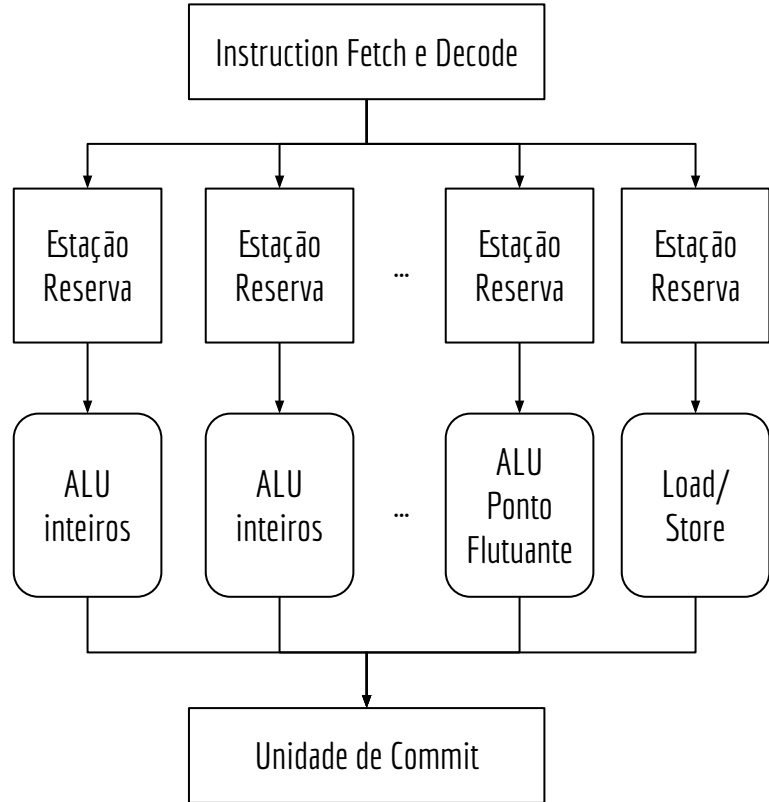 Instruction Fetch e Decode
Estação
Reserva
Estação
Reserva
...
Estação
Reserva
Estação
Reserva
ALU
inteiros
ALU
inteiros
...
ALU
Ponto
Flutuante
Load/
Store
Unidade de Commit